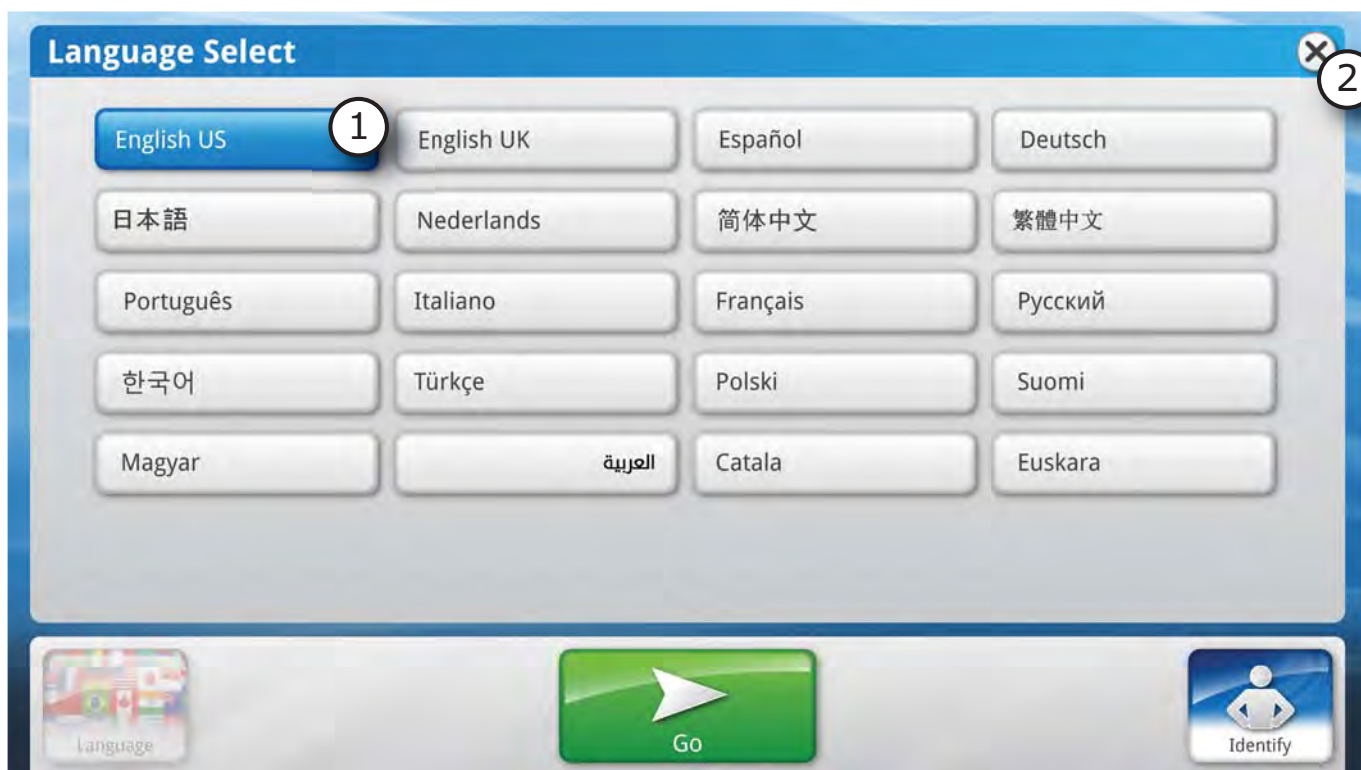 Language Select
2
English US
1
English UK
Español
Deutsch
日本語
Nederlands
简体中文
繁體中文
Português
Italiano
Français
Русский
한국어
Türkçe
Polski
Suomi
Magyar
العربية
Catala
Euskara
Language
Go
Identify